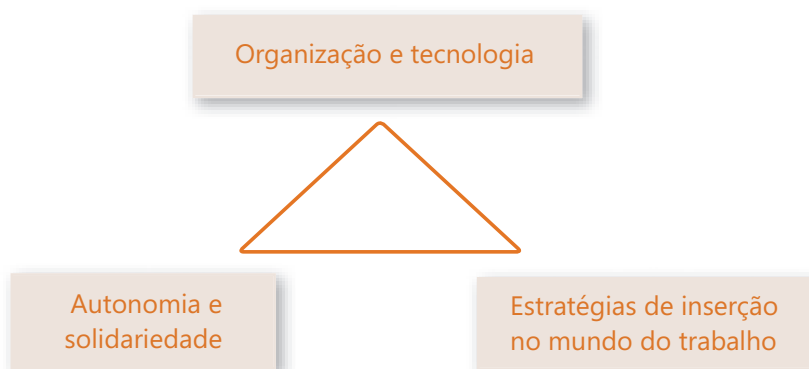 Organização e tecnologia
Autonomia e
solidariedade
Estratégias de inserção
no mundo do trabalho